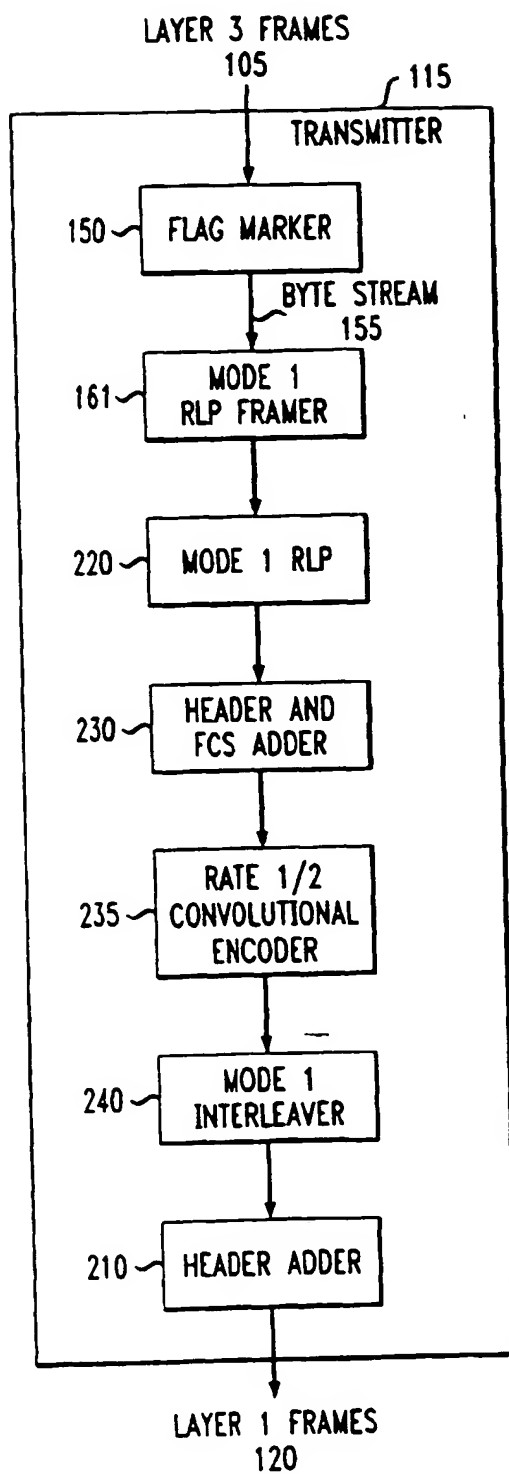 LAYER 3 FRAMES
105
115
TRANSMITTER
150
FLAG MARKER
BYTE STREAM
155
161
MODE 1
RLP FRAMER
220
MODE 1 RLP
230
HEADER AND
FCS ADDER
235
RATE 1/2
CONVOLUTIONAL
ENCODER
240
MODE 1
INTERLEAVER
210
HEADER ADDER
LAYER 1 FRAMES
120